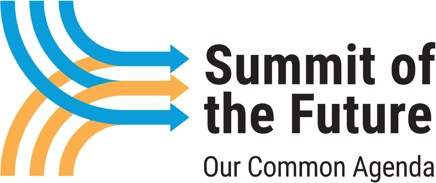 Summit of
the Future
Our Common Agenda